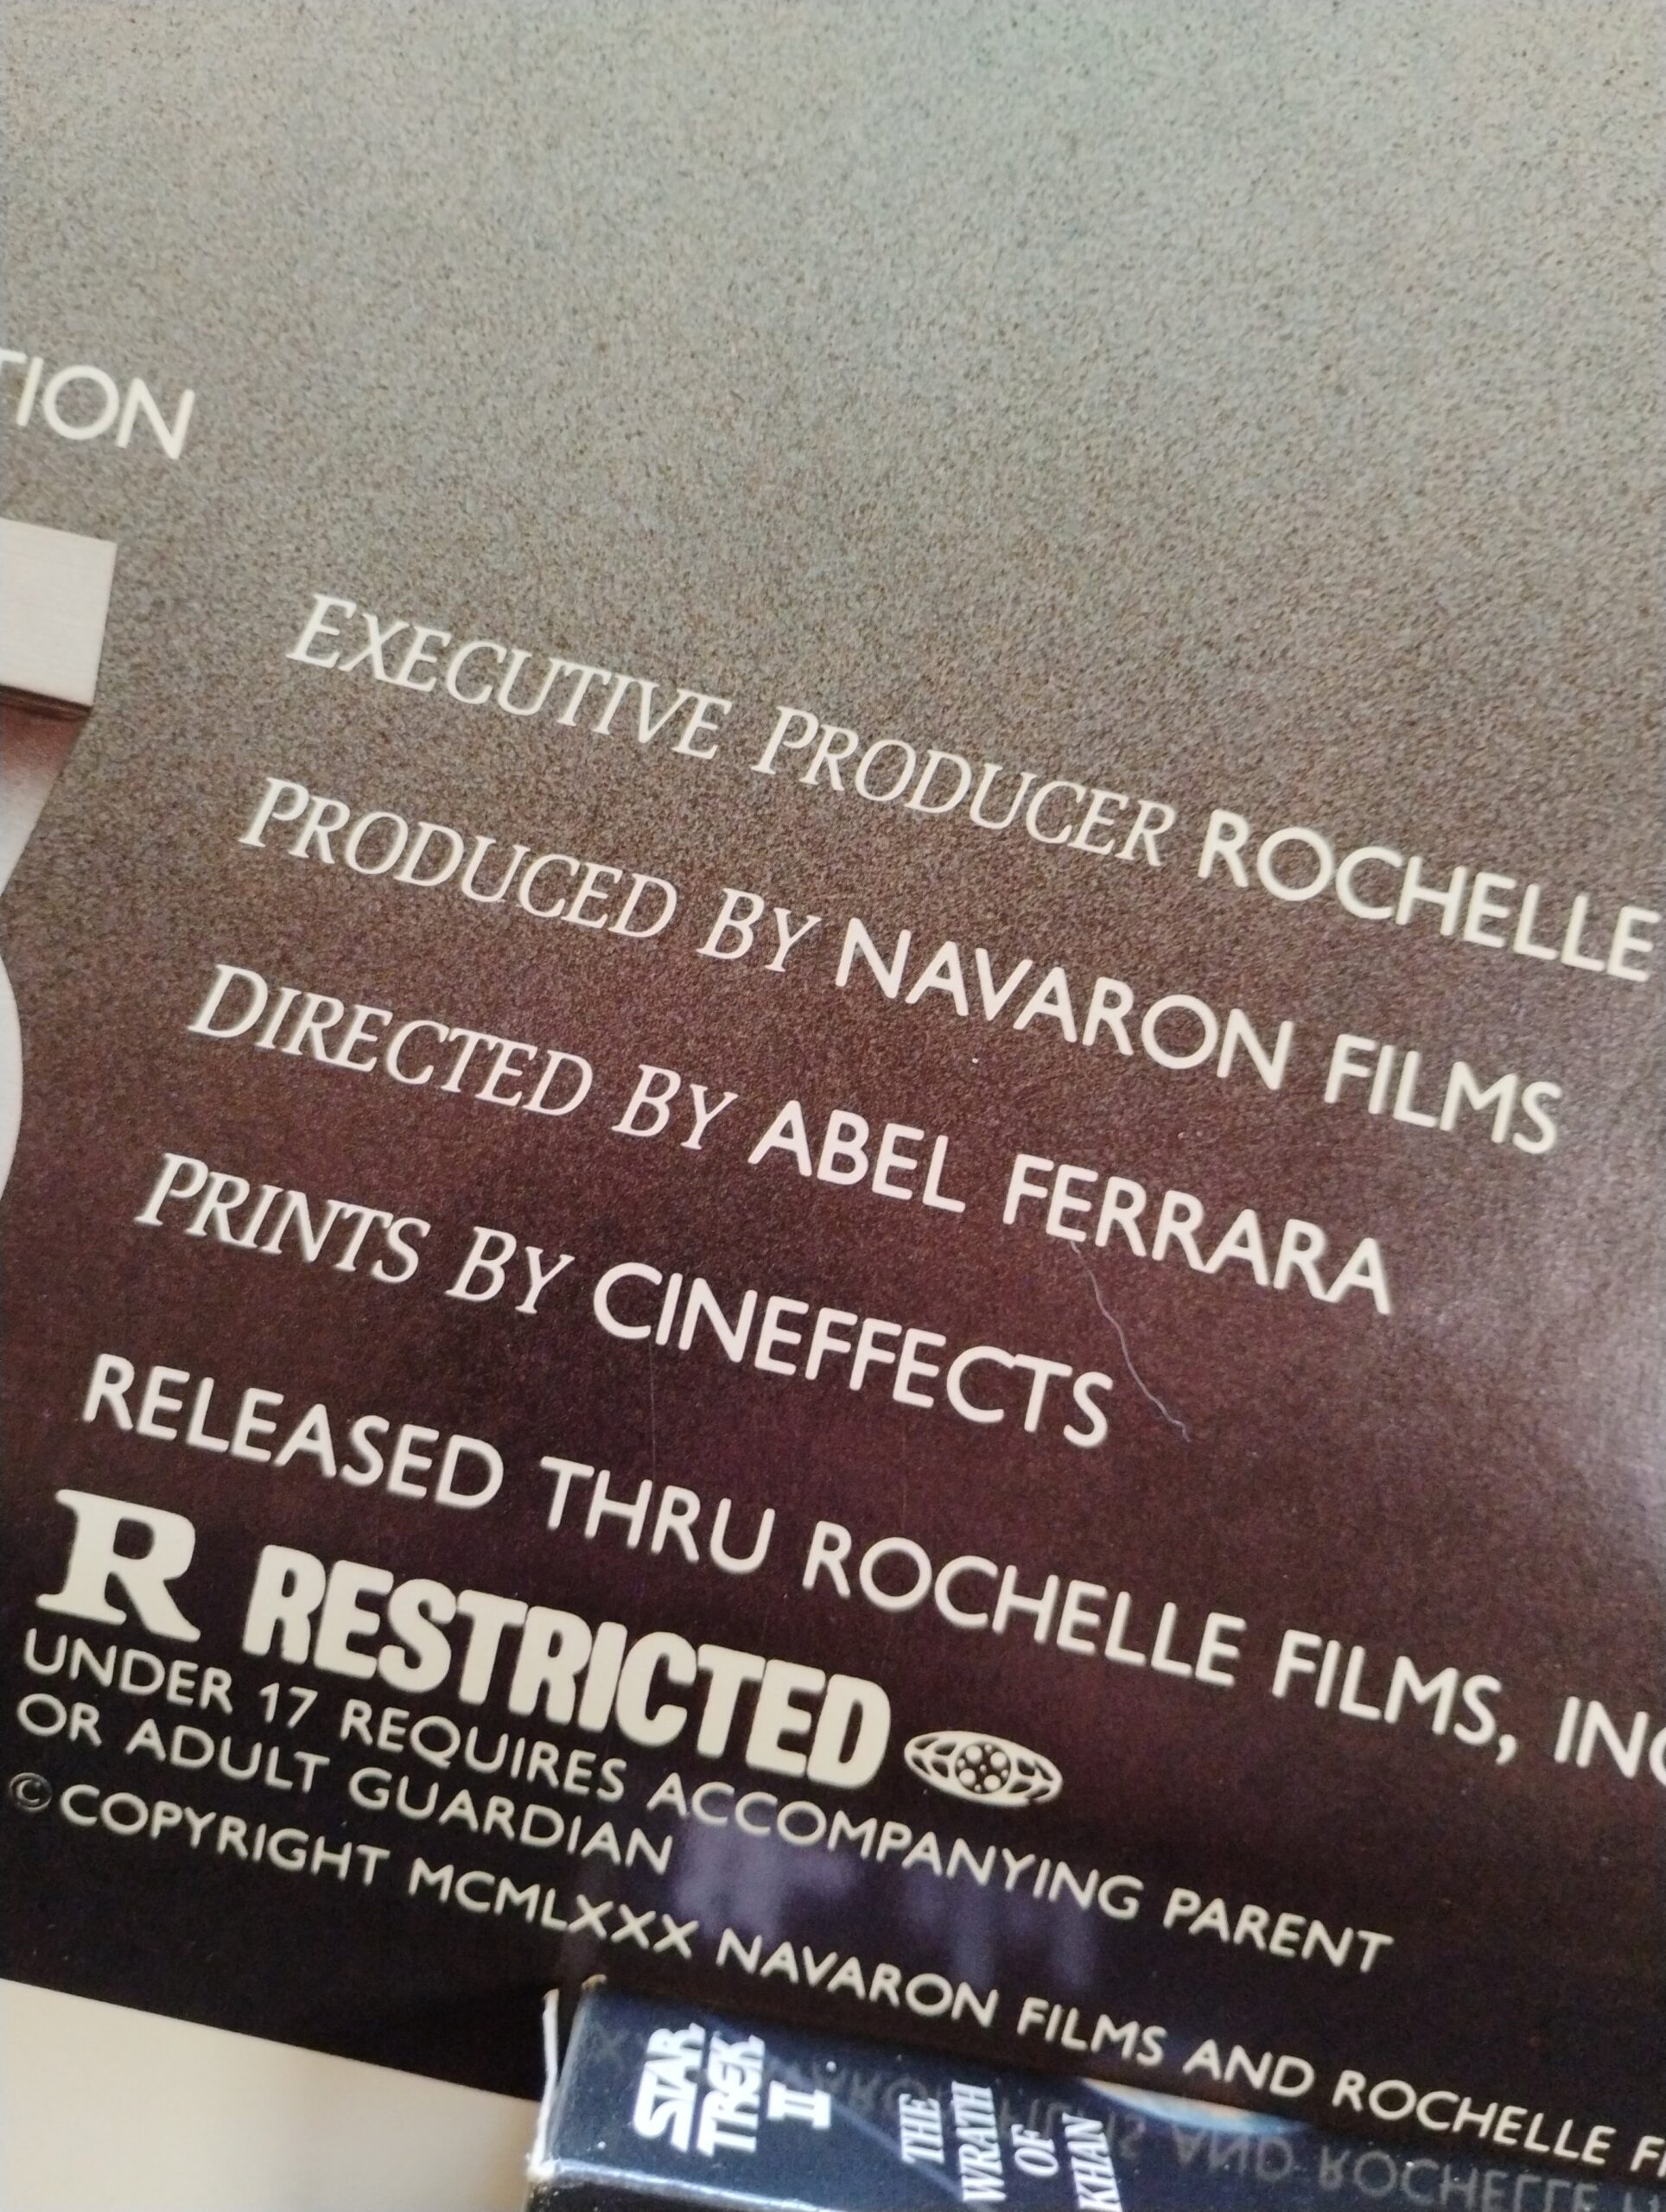 TION
EXECUTIVE PRODUCER ROCHELLE
PRODUCED BY NAVARON FILMS
DIRECTED BY ABEL FERRARA
PRINTS BY CINEFFECTS
RELEASED THRU ROCHELLE FILMS, INC
R RESTRICTED
UNDER 17 REQUIRES ACCOMPANYING PARENT
OR ADULT GUARDIAN
© COPYRIGHT MCMLXXX NAVARON FILMS AND ROCHELLE F
STAR
TREK
II
THE
WRATH
OF
KHAN